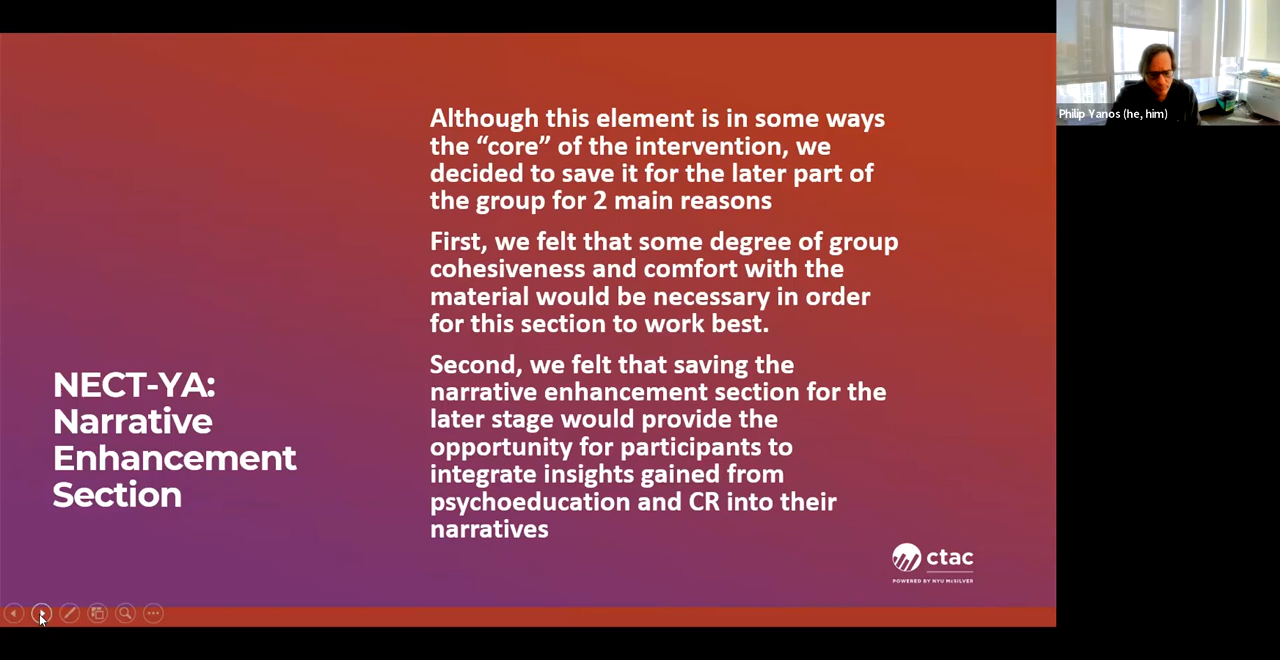 Although this element is in some ways
the “core” of the intervention, we
decided to save it for the later part of
the group for 2 main reasons
First, we felt that some degree of group
cohesiveness and comfort with the
material would be necessary in order
for this section to work best.
Second, we felt that saving the
narrative enhancement section for the
later stage would provide the
opportunity for participants to
integrate insights gained from
psychoeducation and CR into their
narratives
NECT-YA:
Narrative
Enhancement
Section
ctac
POWERED BY NYU McSILVER
Philip Yanos (he, him)